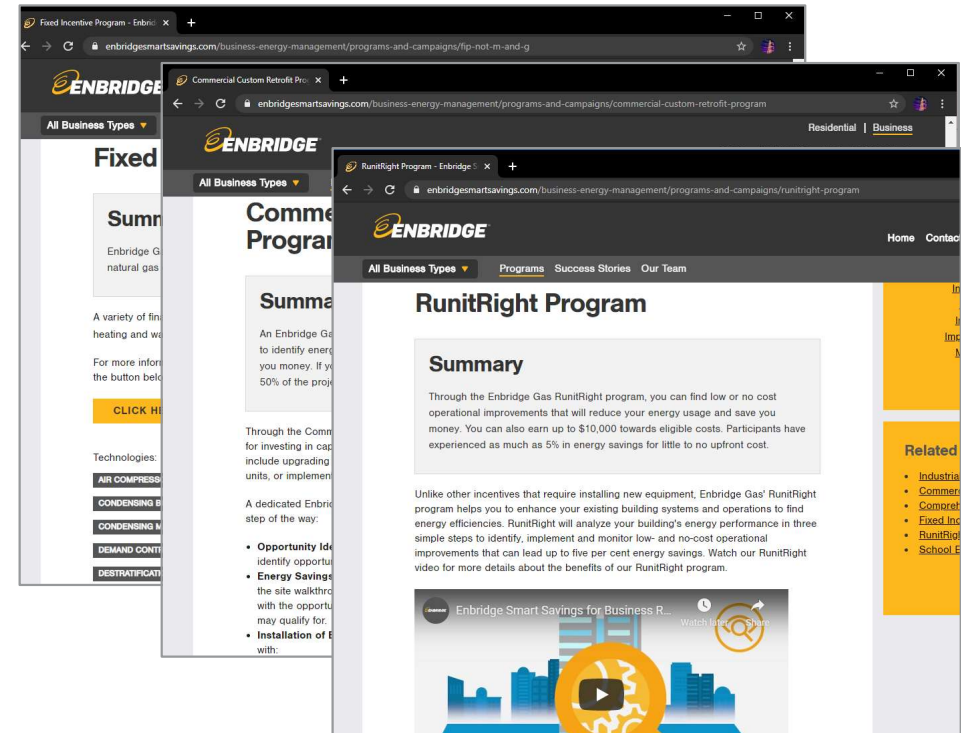 Fixed Incentive Program - Enbrid
enbridgesmartsavings.com/business-energy-management/programs-and-campaigns/fip-not-m-and-g
ENBRIDGE
All Business Types
Fixed
Summ
Enbridge G
natural gas
A variety of fin
heating and wa
For more infor
the button belo
CLICK HE
Technologies:
AIR COMPRESS
CONDENSING B
CONDENSING M
DEMAND CONT
DESTRATIFICAT
Commercial Custom Retrofit Pro
enbridgesmartsavings.com/business-energy-management/programs-and-campaigns/commercial-custom-retrofit-program
Residential | Business
ENBRIDGE
All Business Types
Comme
Program
Summa
An Enbridge Ga
to identify energ
you money. If yo
50% of the proje
Through the Comm
for investing in cap
include upgrading
units, or implemen
A dedicated Enbrid
step of the way:
• Opportunity Ide
identify opportu
• Energy Savings
the site walkthro
with the opportu
may qualify for.
• Installation of E
with:
RunitRight Program - Enbridge S
enbridgesmartsavings.com/business-energy-management/programs-and-campaigns/runitright-program
ENBRIDGE
Home Contac
All Business Types Programs Success Stories Our Team
RunitRight Program
Summary
Through the Enbridge Gas RunitRight program, you can find low or no cost
operational improvements that will reduce your energy usage and save you
money. You can also earn up to $10,000 towards eligible costs. Participants have
experienced as much as 5% in energy savings for little to no upfront cost.
Unlike other incentives that require installing new equipment, Enbridge Gas' RunitRight
program helps you to enhance your existing building systems and operations to find
energy efficiencies. RunitRight will analyze your building's energy performance in three
simple steps to identify, implement and monitor low- and no-cost operational
improvements that can lead up to five per cent energy savings. Watch our RunitRight
video for more details about the benefits of our RunitRight program.
Enbridge Smart Savings for Business R...
Watch later Share
In
Imp
Related
• Industria
• Commerc
• Compreh
• Fixed Inc
• RunitRigh
• School E